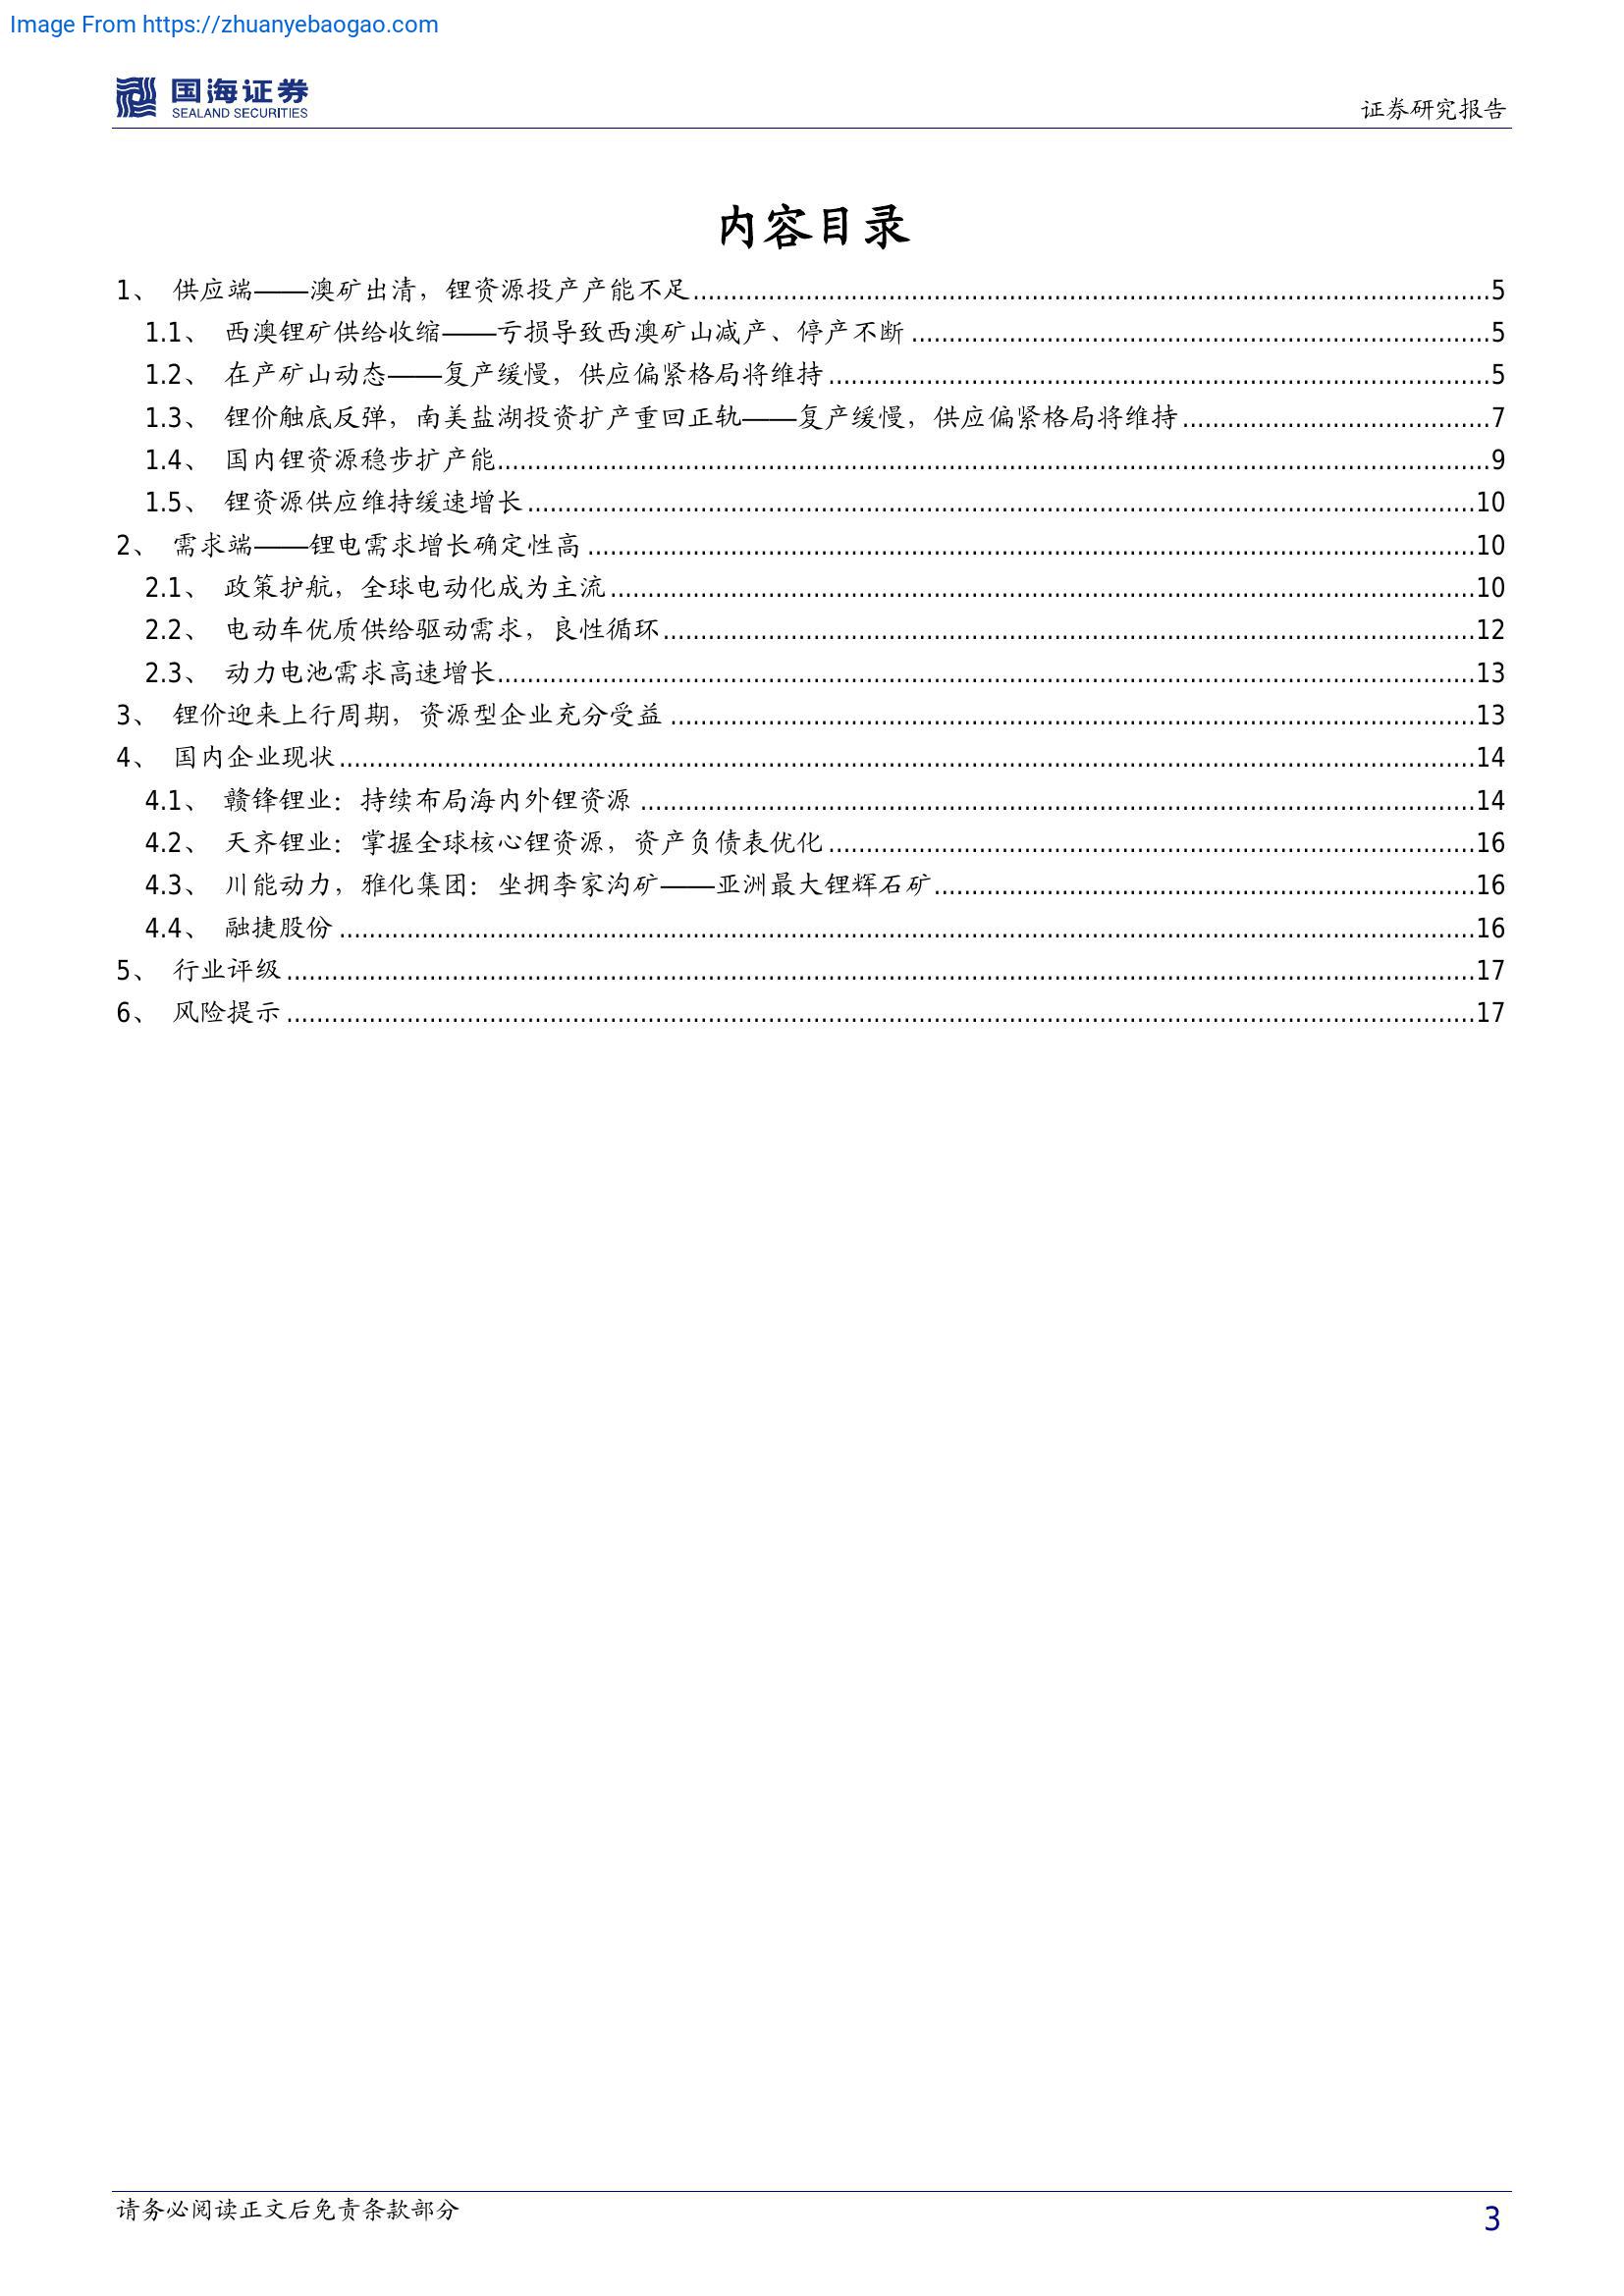 Image From https://zhuanyebaogao.com
国海证券
SEALAND SECURITIES
证券研究报告
内容目录
1、 供应端——澳矿出清，锂资源投产产能不足 5
1.1、 西澳锂矿供给收缩——亏损导致西澳矿山减产、停产不断 5
1.2、 在产矿山动态——复产缓慢，供应偏紧格局将维持 5
1.3、 锂价触底反弹，南美盐湖投资扩产重回正轨——复产缓慢，供应偏紧格局将维持 7
1.4、 国内锂资源稳步扩产能 9
1.5、 锂资源供应维持缓速增长 10
2、 需求端——锂电需求增长确定性高 10
2.1、 政策护航，全球电动化成为主流 10
2.2、 电动车优质供给驱动需求，良性循环 12
2.3、 动力电池需求高速增长 13
3、 锂价迎来上行周期，资源型企业充分受益 13
4、 国内企业现状 14
4.1、 赣锋锂业：持续布局海内外锂资源 14
4.2、 天齐锂业：掌握全球核心锂资源，资产负债表优化 16
4.3、 川能动力，雅化集团：坐拥李家沟矿——亚洲最大锂辉石矿 16
4.4、 融捷股份 16
5、 行业评级 17
6、 风险提示 17
请务必阅读正文后免责条款部分
3